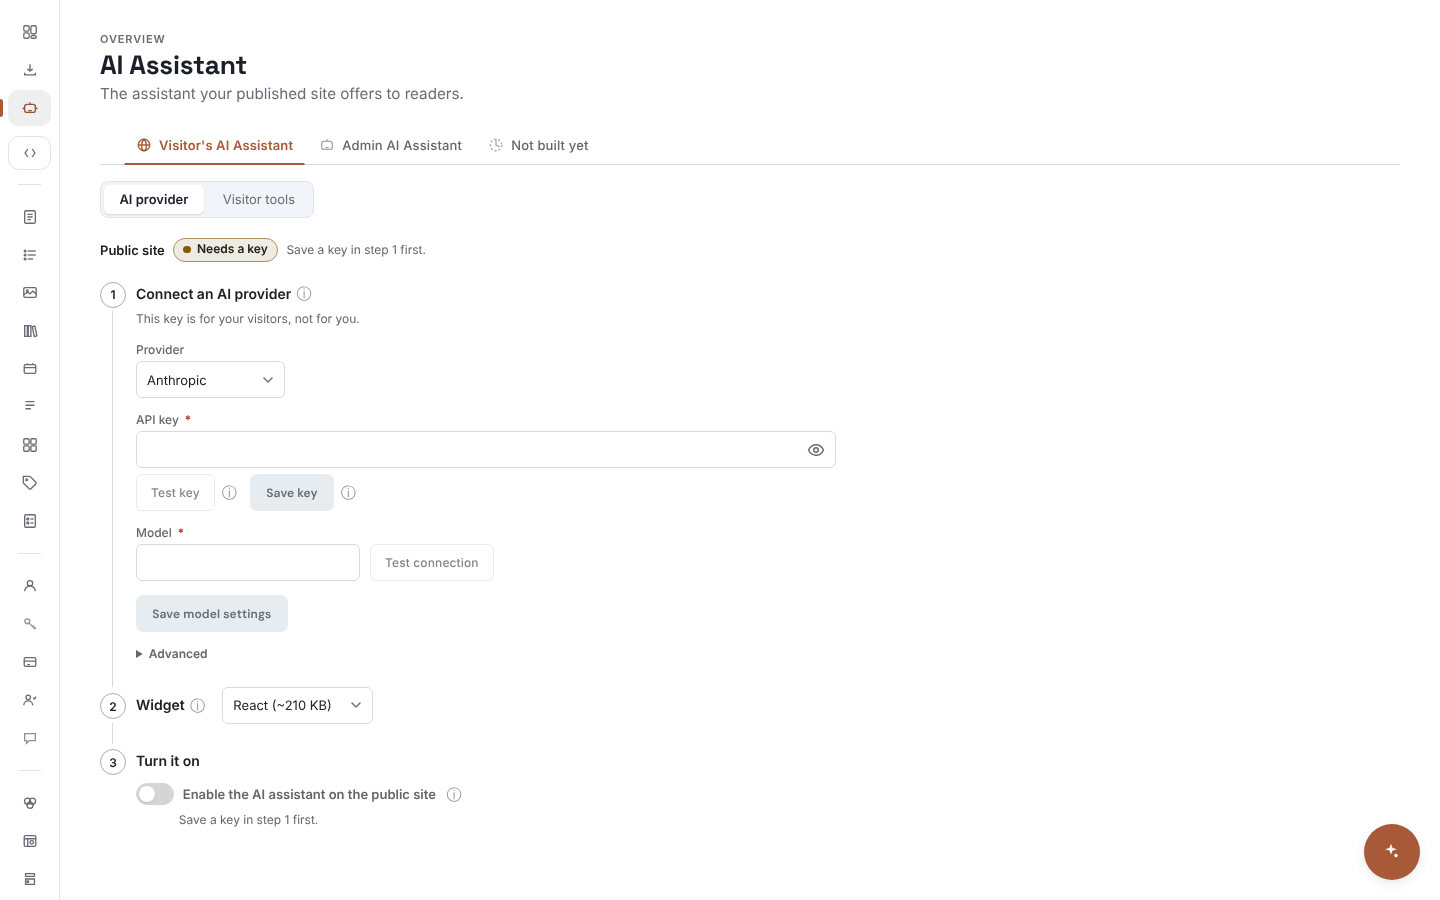 OVERVIEW
AI Assistant
The assistant your published site offers to readers.
Visitor's AI Assistant Admin AI Assistant Not built yet
AI provider Visitor tools
Public site Needs a key Save a key in step 1 first.
1 Connect an AI provider
This key is for your visitors, not for you.
Provider
Anthropic
API key *
Test key Save key
Model *
Test connection
Save model settings
Advanced
2 Widget React (~210 KB)
3 Turn it on
Enable the AI assistant on the public site
Save a key in step 1 first.